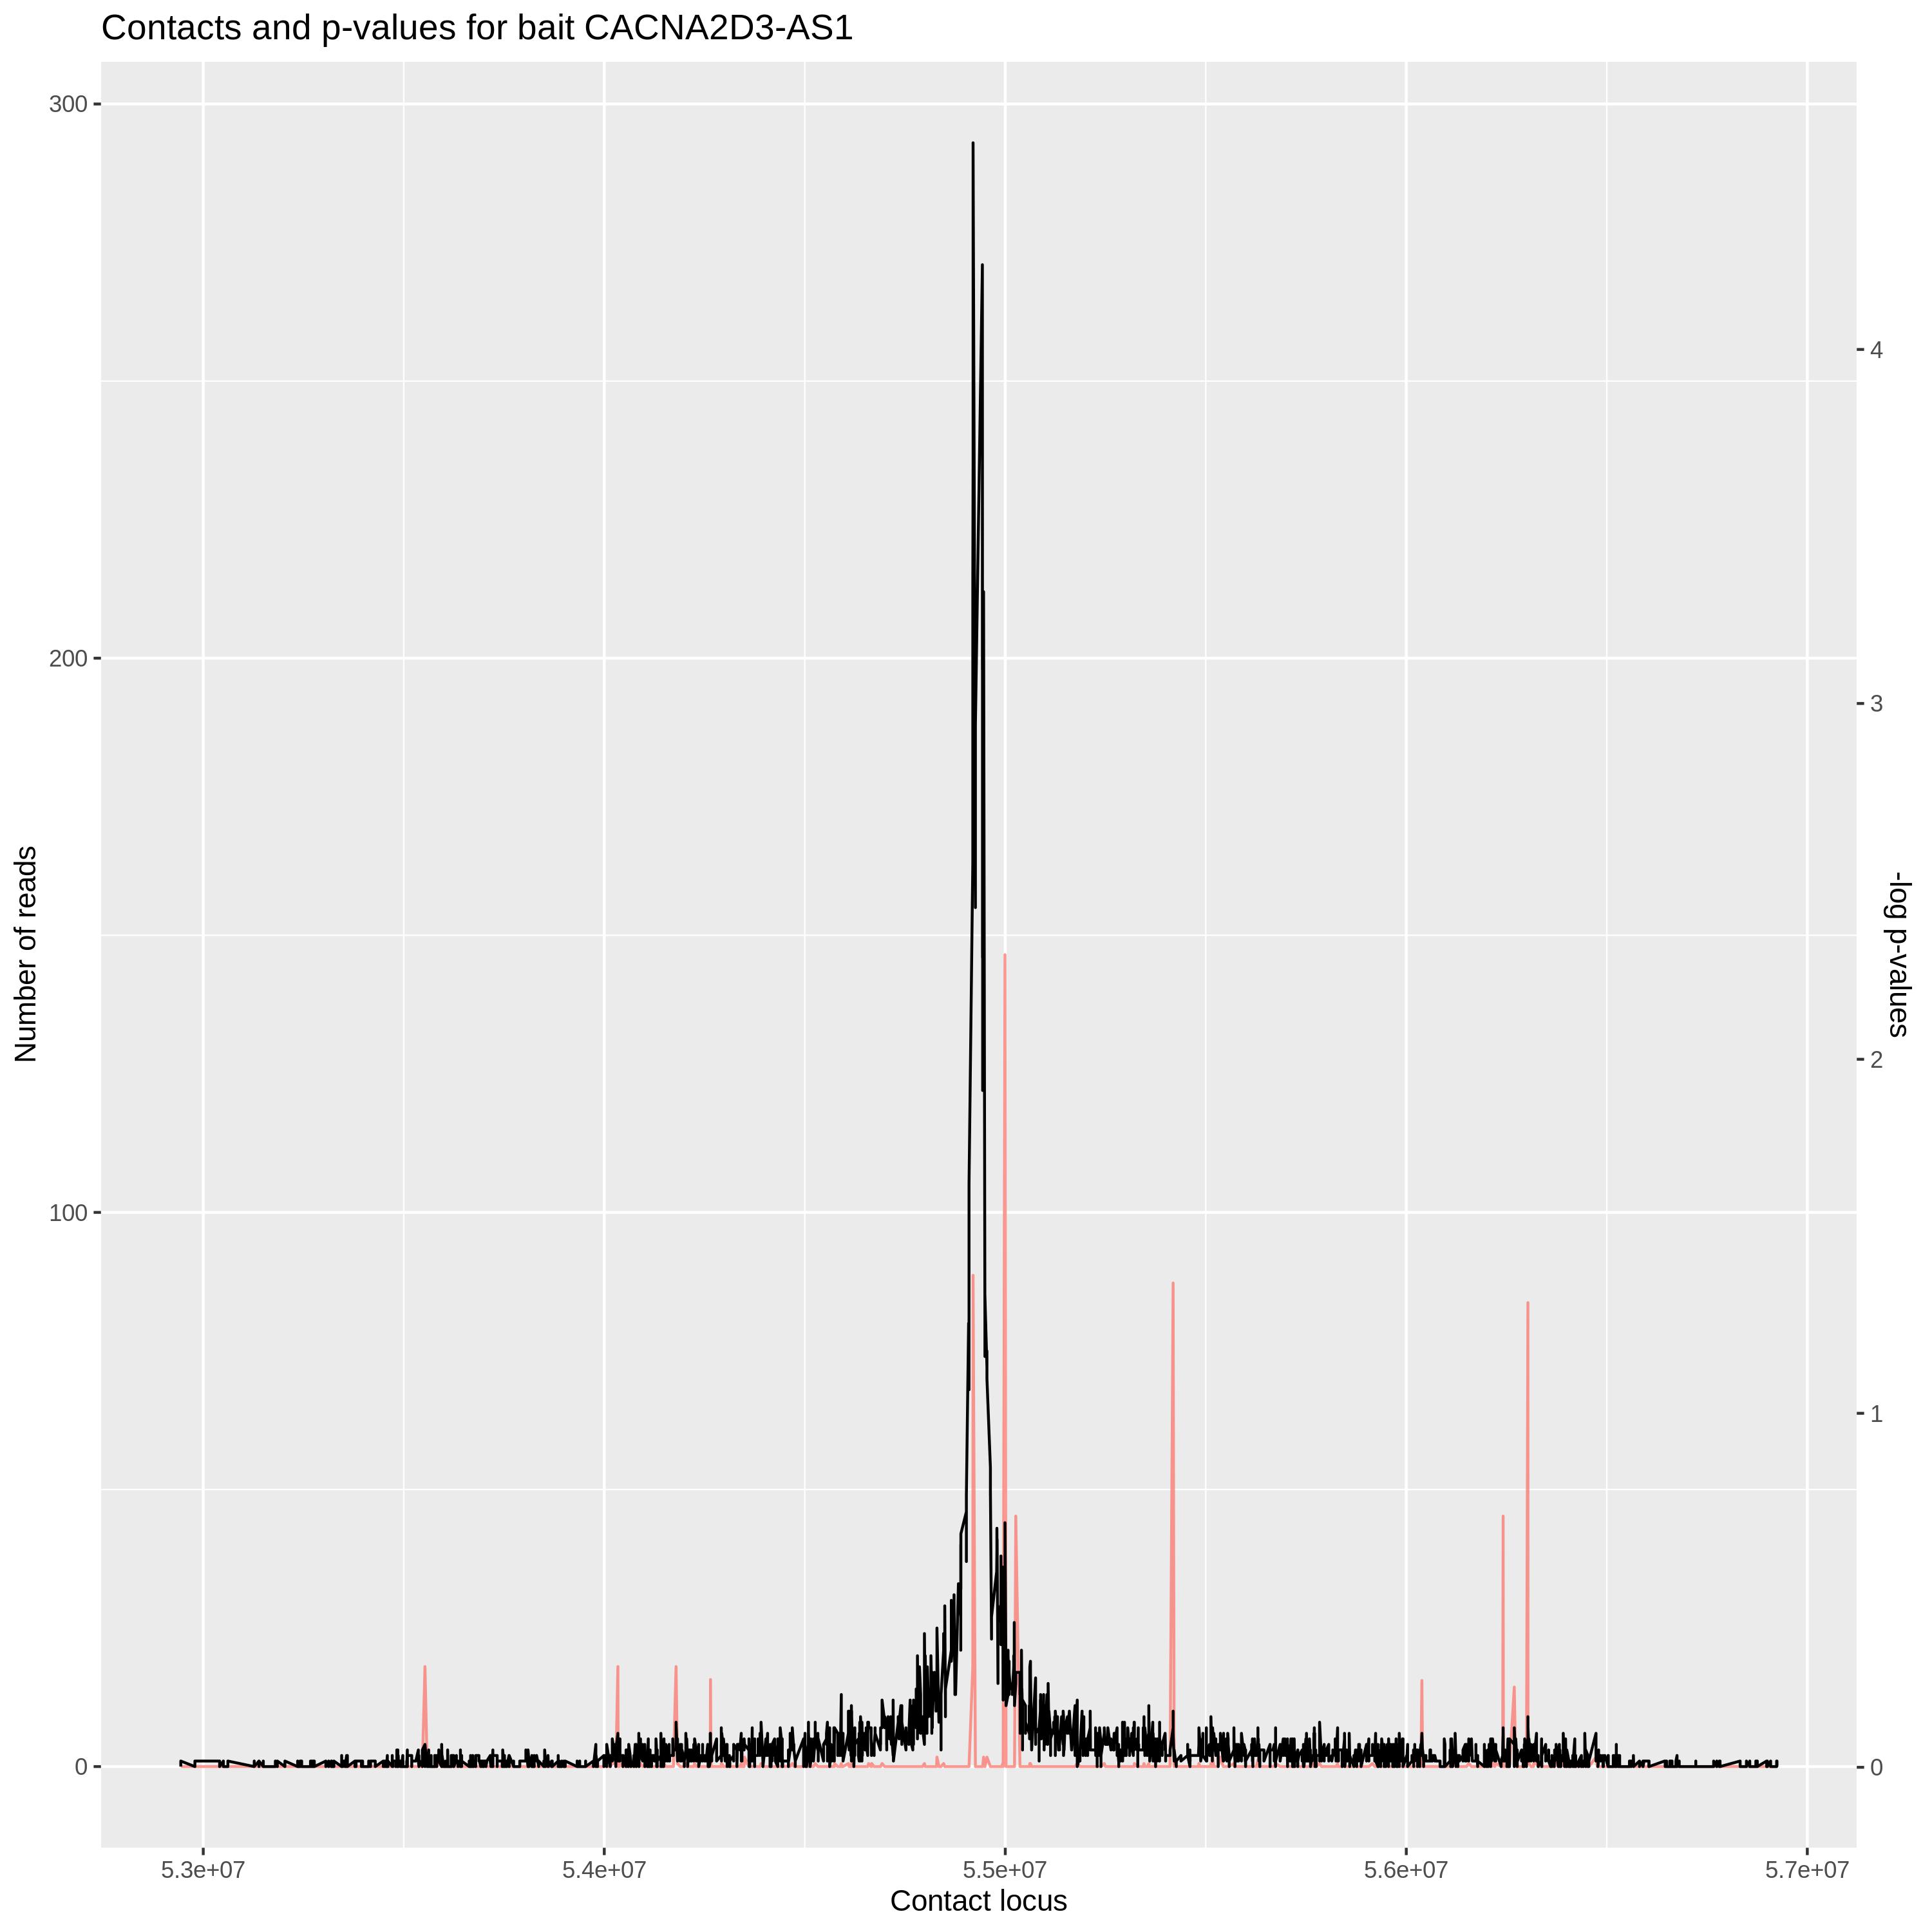 Contacts and p-values for bait CACNA2D3-AS1
300
200
100
0
Number of reads
4
3
2
1
0
-log p-values
5.3e+07 5.4e+07 5.5e+07 5.6e+07 5.7e+07
Contact locus